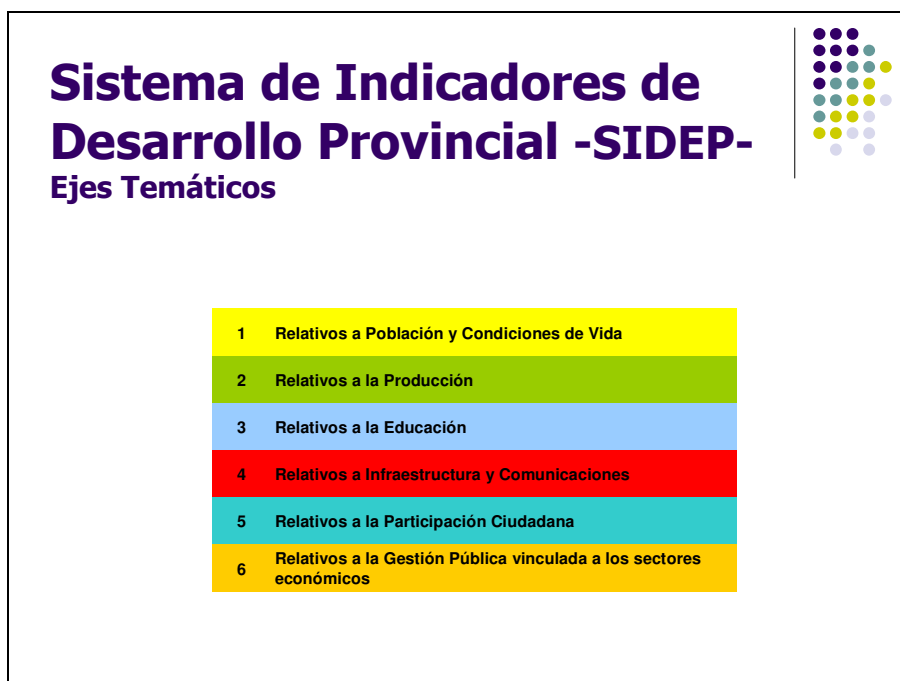 Sistema de Indicadores de
Desarrollo Provincial -SIDEP-
Ejes Temáticos
1 Relativos a Población y Condiciones de Vida
2 Relativos a la Producción
3 Relativos a la Educación
4 Relativos a Infraestructura y Comunicaciones
5 Relativos a la Participación Ciudadana
6 Relativos a la Gestión Pública vinculada a los sectores
económicos